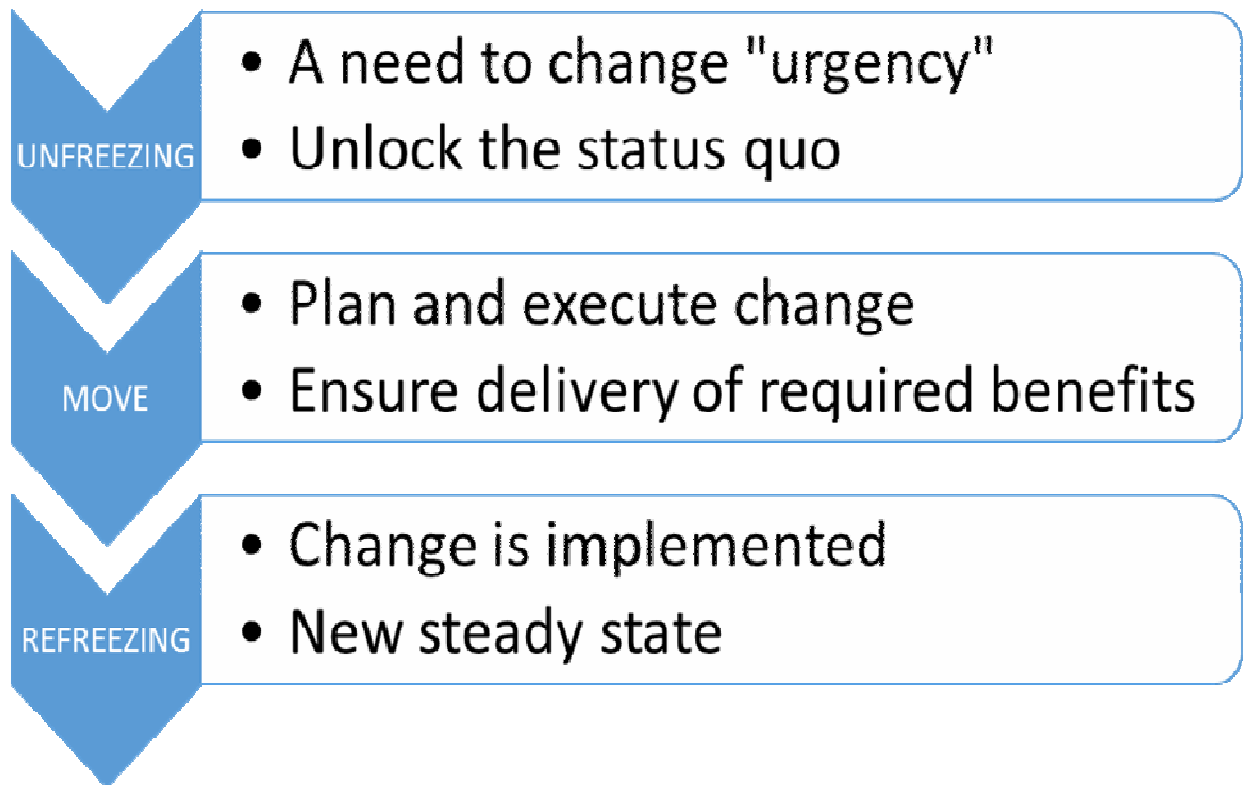 UNFREEZING
• A need to change "urgency"
• Unlock the status quo
MOVE
• Plan and execute change
• Ensure delivery of required benefits
REFREEZING
• Change is implemented
• New steady state